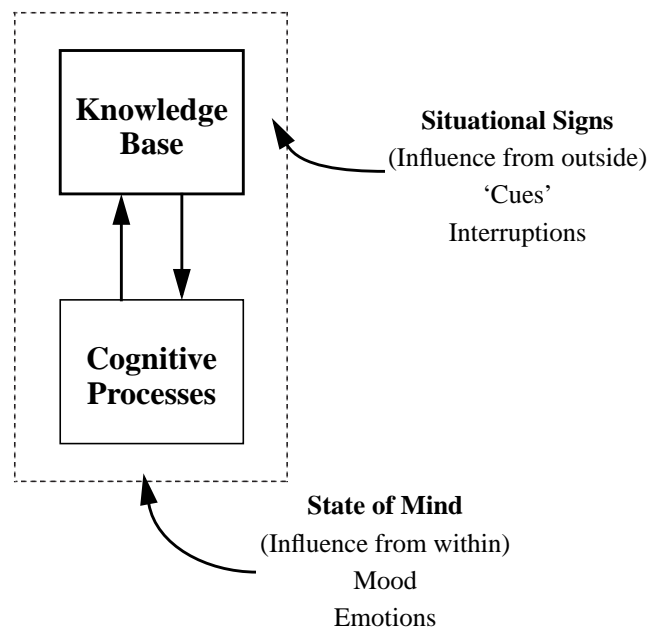 Knowledge
Base
Situational Signs
(Influence from outside)
‘Cues’
Interruptions
Cognitive
Processes
State of Mind
(Influence from within)
Mood
Emotions